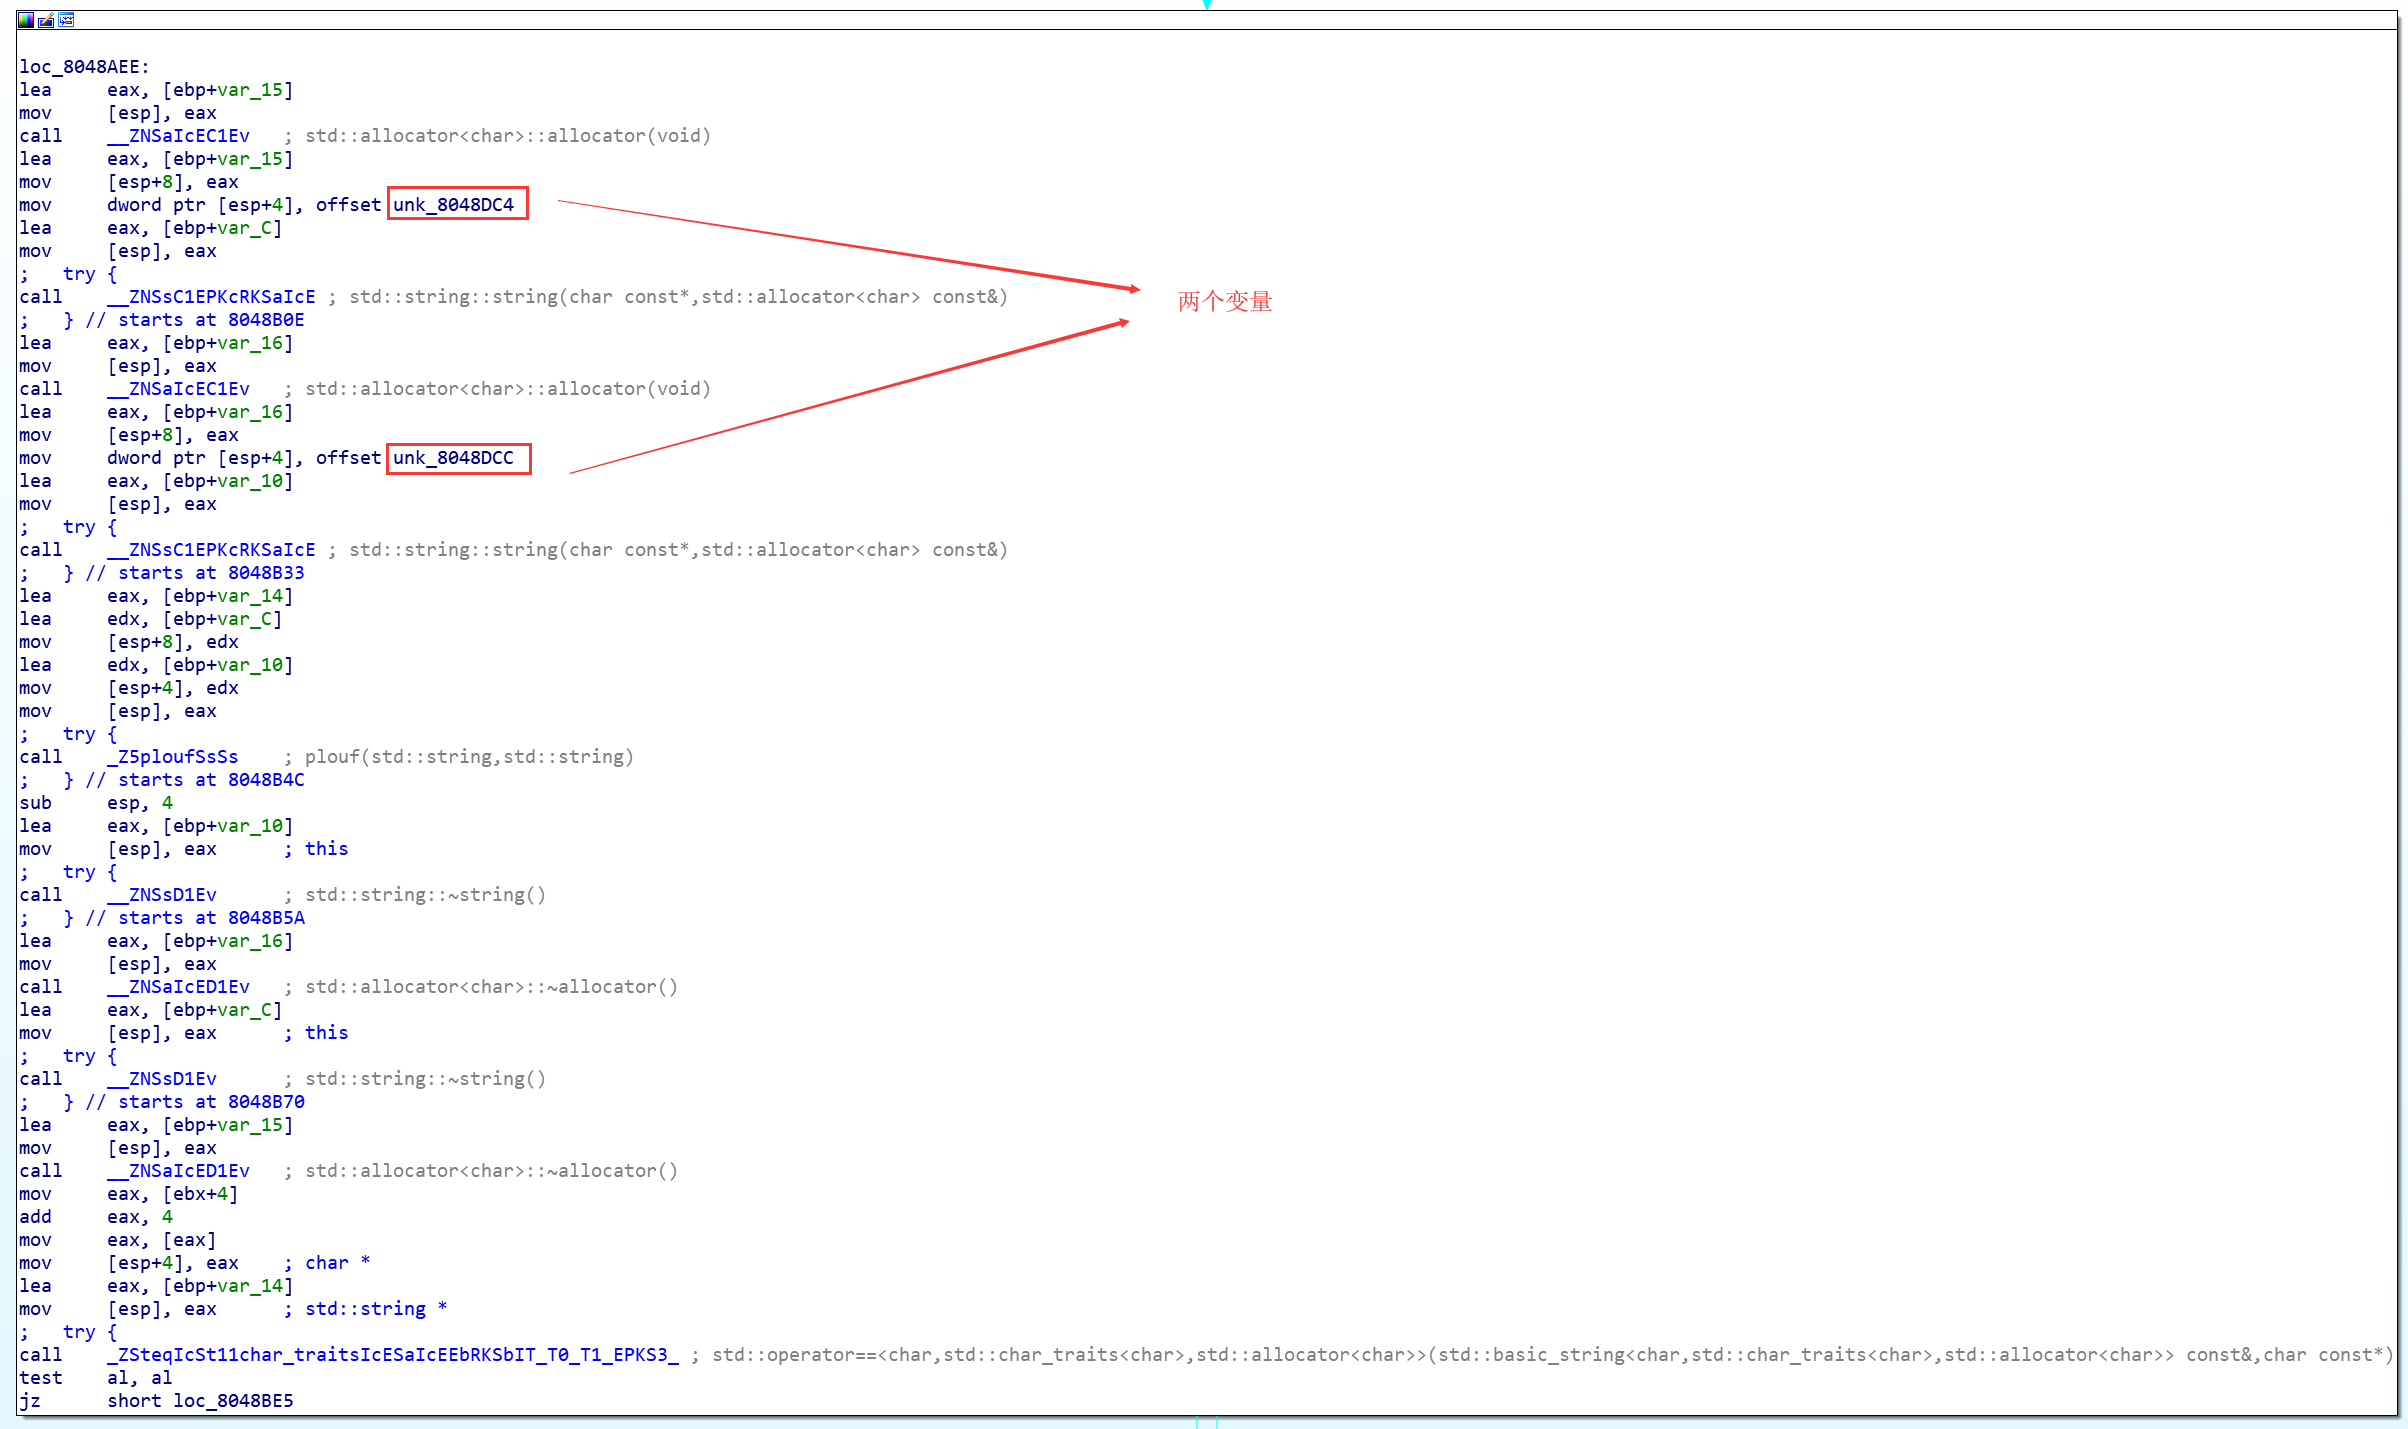 loc_8048AEE:
lea     eax, [ebp+var_15]
mov     [esp], eax
call    __ZNSaIcEC1Ev   ; std::allocator<char>::allocator(void)
lea     eax, [ebp+var_15]
mov     [esp+8], eax
mov     dword ptr [esp+4], offset unk_8048DC4
lea     eax, [ebp+var_C]
mov     [esp], eax
;   try {
两个变量
call    __ZNSsC1EPKcRKSaIcE ; std::string::string(char const*,std::allocator<char> const&)
;   } // starts at 8048B0E
lea     eax, [ebp+var_16]
mov     [esp], eax
call    __ZNSaIcEC1Ev   ; std::allocator<char>::allocator(void)
lea     eax, [ebp+var_16]
mov     [esp+8], eax
mov     dword ptr [esp+4], offset unk_8048DCC
lea     eax, [ebp+var_10]
mov     [esp], eax
;   try {
call    __ZNSsC1EPKcRKSaIcE ; std::string::string(char const*,std::allocator<char> const&)
;   } // starts at 8048B33
lea     eax, [ebp+var_14]
lea     edx, [ebp+var_C]
mov     [esp+8], edx
lea     edx, [ebp+var_10]
mov     [esp+4], edx
mov     [esp], eax
;   try {
call    _Z5ploufSsSs    ; plouf(std::string,std::string)
;   } // starts at 8048B4C
sub     esp, 4
lea     eax, [ebp+var_10]
mov     [esp], eax      ; this
;   try {
call    __ZNSsD1Ev      ; std::string::~string()
;   } // starts at 8048B5A
lea     eax, [ebp+var_16]
mov     [esp], eax
call    __ZNSaIcED1Ev   ; std::allocator<char>::~allocator()
lea     eax, [ebp+var_C]
mov     [esp], eax      ; this
;   try {
call    __ZNSsD1Ev      ; std::string::~string()
;   } // starts at 8048B70
lea     eax, [ebp+var_15]
mov     [esp], eax
call    __ZNSaIcED1Ev   ; std::allocator<char>::~allocator()
mov     eax, [ebx+4]
add     eax, 4
mov     eax, [eax]
mov     [esp+4], eax    ; char *
lea     eax, [ebp+var_14]
mov     [esp], eax      ; std::string *
;   try {
call    _ZSteqIcSt11char_traitsIcESaIcEEbRKSbIT_T0_T1_EPKS3_ ; std::operator==<char,std::char_traits<char>,std::allocator<char>>(std::basic_string<char,std::char_traits<char>,std::allocator<char>> const&,char const*)
test    al, al
jz      short loc_8048BE5